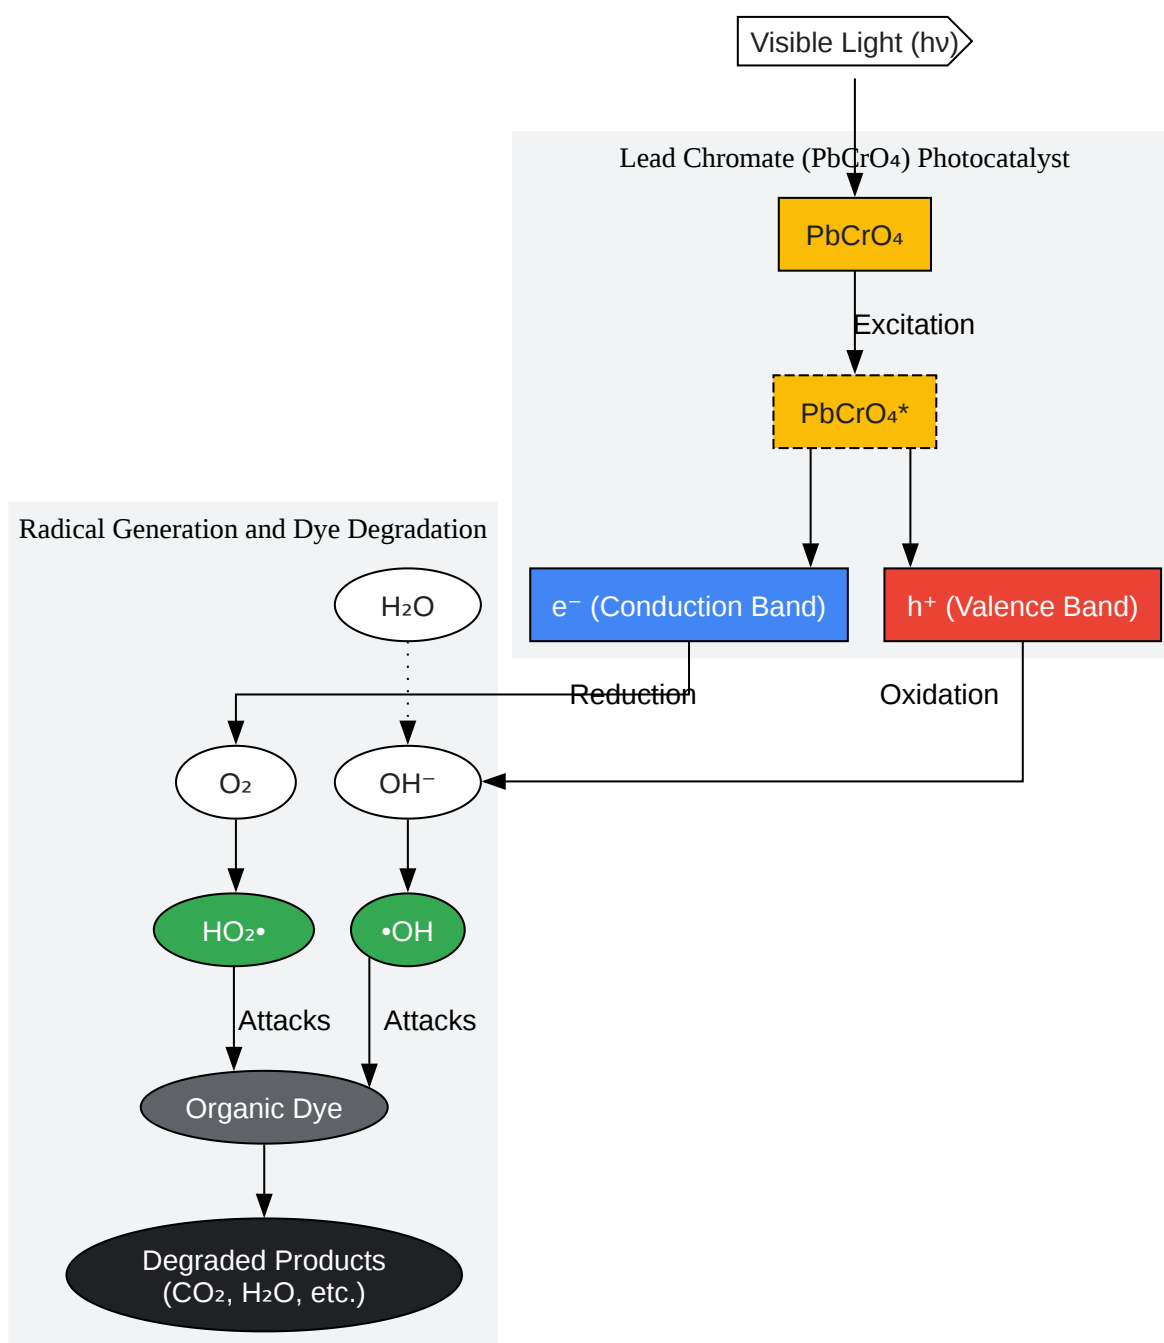 Visible Light (hν)
Lead Chromate (PbCrO₄) Photocatalyst
PbCrO₄
Excitation
PbCrO₄*
Radical Generation and Dye Degradation
H₂O
e⁻ (Conduction Band)
h⁺ (Valence Band)
Reduction
Oxidation
O₂
OH⁻
HO₂•
•OH
Attacks
Attacks
Organic Dye
Degraded Products
(CO₂, H₂O, etc.)